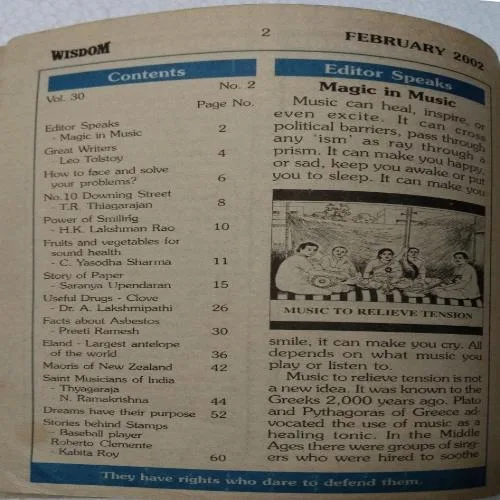 WISDOM
2
FEBRUARY 2002
Contents
Vol. 30
No. 2
Page No.
Editor Speaks
- Magic in Music 2
Great Writers
Leo Tolstoy 4
How to face and solve
your problems? 6
No.10 Downing Street
- T.R. Thiagarajan 8
Power of Smiling
- H.K. Lakshman Rao 10
Fruits and vegetables for
sound health
- C. Yasodha Sharma 11
Story of Paper
- Saranya Upendaran 15
Useful Drugs - Clove
- Dr. A. Lakshmipathi 26
Facts about Asbestos
- Preeti Ramesh 30
Eland - Largest antelope
of the world 36
Maoris of New Zealand 42
Saint Musicians of India
- Thyagaraja
N. Ramakrishna 44
Dreams have their purpose 52
Stories behind Stamps
- Baseball player
Roberto Clemente
- Kabita Roy 60
Editor Speaks
Magic in Music
Music can heal, inspire, or
even excite. It can cross
political barriers, pass through
any 'ism' as ray through a
prism. It can make you happy,
or sad, keep you awake or put
you to sleep. It can make you
MUSIC TO RELIEVE TENSION
smile, it can make you cry. All
depends on what music you
play or listen to.
Music to relieve tension is not
a new idea. It was known to the
Greeks 2,000 years ago. Plato
and Pythagoras of Greece ad-
vocated the use of music as a
healing tonic. In the Middle
Ages there were groups of sing-
ers who were hired to soothe
They have rights who dare to defend them.